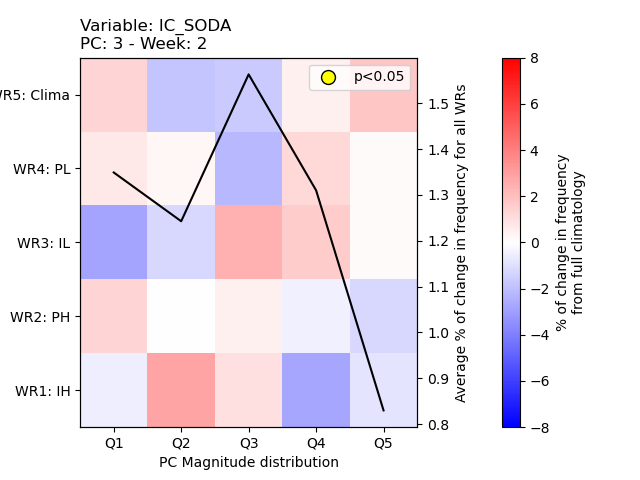 Variable: IC_SODA
PC: 3 - Week: 2
p<0.05
R5: Clima
WR4: PL
WR3: IL
WR2: PH
WR1: IH
Q1 Q2 Q3 Q4 Q5
PC Magnitude distribution
1.5
1.4
1.3
1.2
1.1
1.0
0.9
0.8
Average % of change in frequency for all WRs
8
6
4
2
0
−2
−4
−6
−8
% of change in frequency
from full climatology